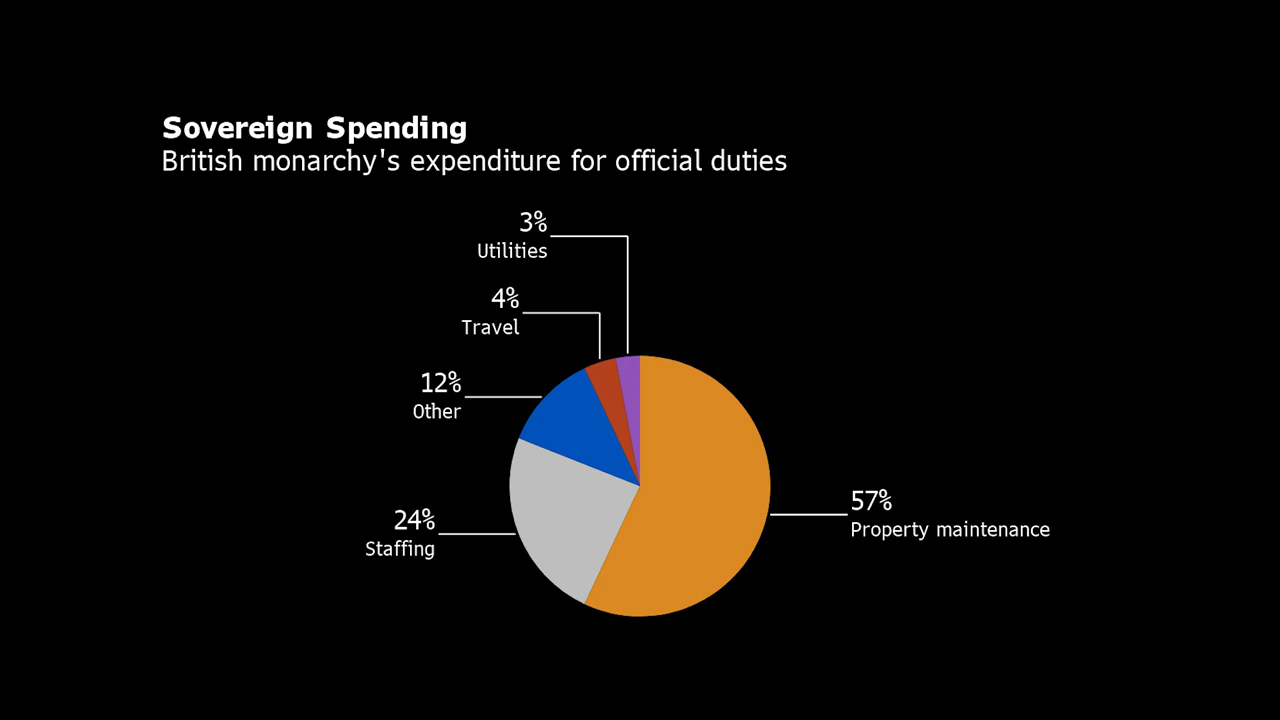 Sovereign Spending
British monarchy's expenditure for official duties
3%
Utilities
4%
Travel
12%
Other
24%
Staffing
57%
Property maintenance